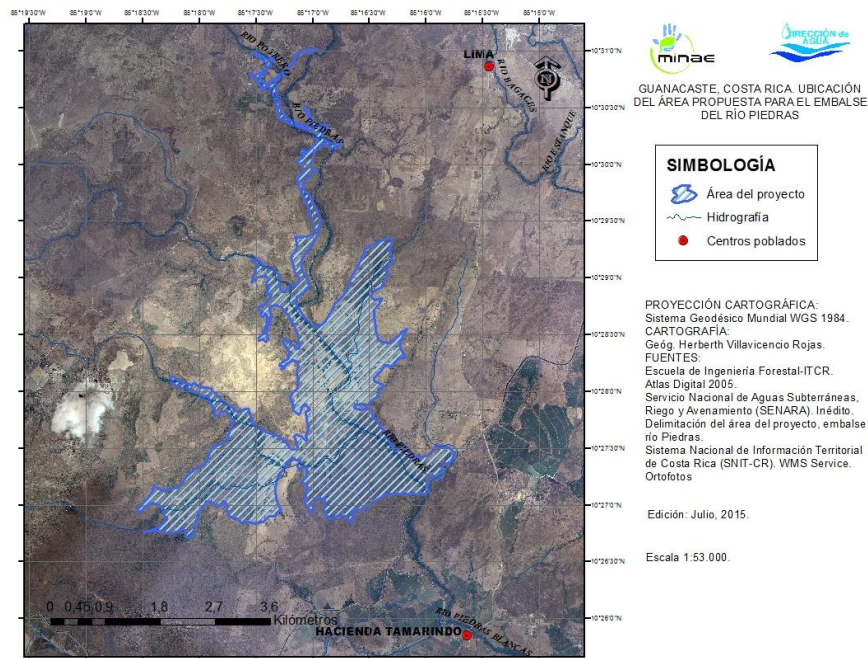 85°19'30"O 85°19'0"O 85°18'30"O 85°18'0"O 85°17'30"O 85°17'0"O 85°16'30"O 85°16'0"O 85°15'30"O 85°15'0"O
RIO POTRERO
LIMA
RIO BAGACES
N
RIO ESTANQUE
RIO PIEDRAS
RIO PIEDRAS
10°31'0"N
10°30'30"N
10°30'0"N
10°29'30"N
10°29'0"N
10°28'30"N
10°28'0"N
10°27'30"N
10°27'0"N
10°26'30"N
10°26'0"N
0 0,45 0,9 1,8 2,7 3,6
Kilómetros
HACIENDA TAMARINDO
RIO PIEDRAS BLANCAS
minae
DIRECCIÓN de
AGUA
GUANACASTE, COSTA RICA. UBICACIÓN
DEL ÁREA PROPUESTA PARA EL EMBALSE
DEL RÍO PIEDRAS
SIMBOLOGÍA
Área del proyecto
Hidrografía
Centros poblados
PROYECCIÓN CARTOGRÁFICA:
Sistema Geodésico Mundial WGS 1984.
CARTOGRAFÍA:
Geóg. Herberth Villavicencio Rojas.
FUENTES:
Escuela de Ingeniería Forestal-ITCR.
Atlas Digital 2005.
Servicio Nacional de Aguas Subterráneas,
Riego y Avenamiento (SENARA). Inédito.
Delimitación del área del proyecto, embalse
río Piedras.
Sistema Nacional de Información Territorial
de Costa Rica (SNIT-CR). WMS Service.
Ortofotos
Edición: Julio, 2015.
Escala 1:53.000.